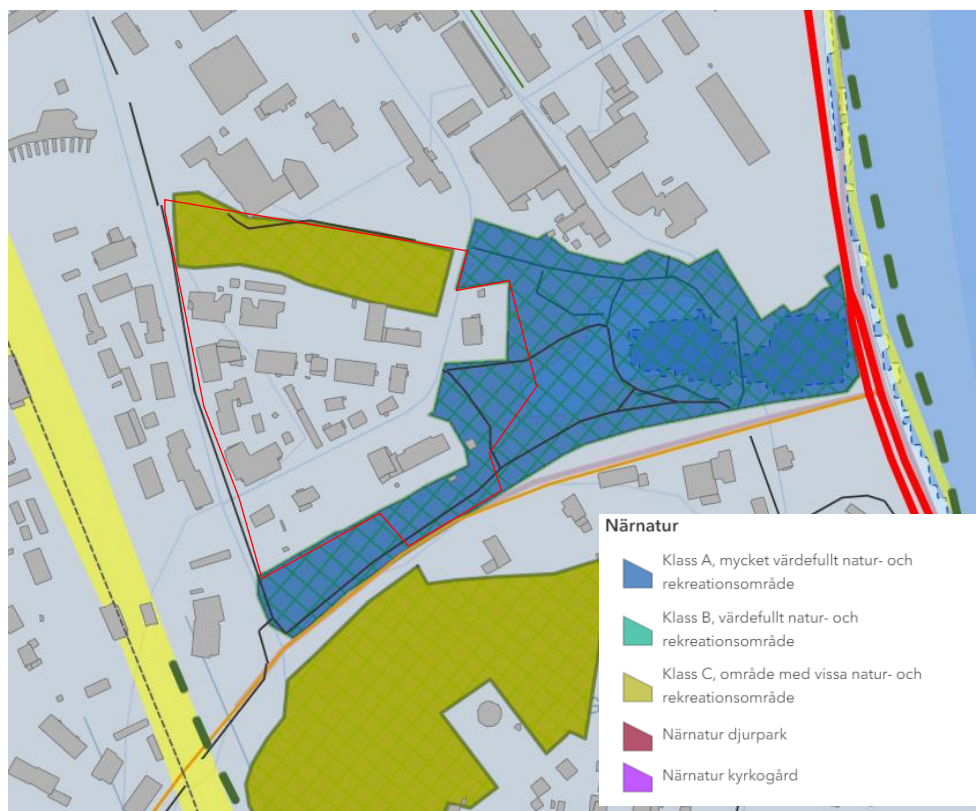 Närnatur
Klass A, mycket värdefullt natur- och
rekreationsområde
Klass B, värdefullt natur- och
rekreationsområde
Klass C, område med vissa natur- och
rekreationsområde
Närnatur djurpark
Närnatur kyrkogård